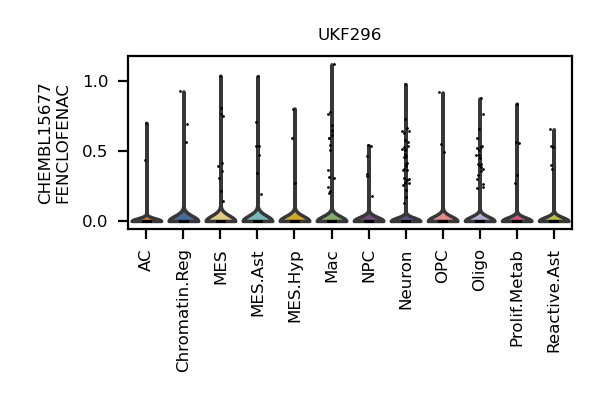 UKF296
CHEMBL15677
FENCLOFENAC
1.0
0.5
0.0
AC
Chromatin.Reg
MES
MES.Ast
MES.Hyp
Mac
NPC
Neuron
OPC
Oligo
Prolif.Metab
Reactive.Ast